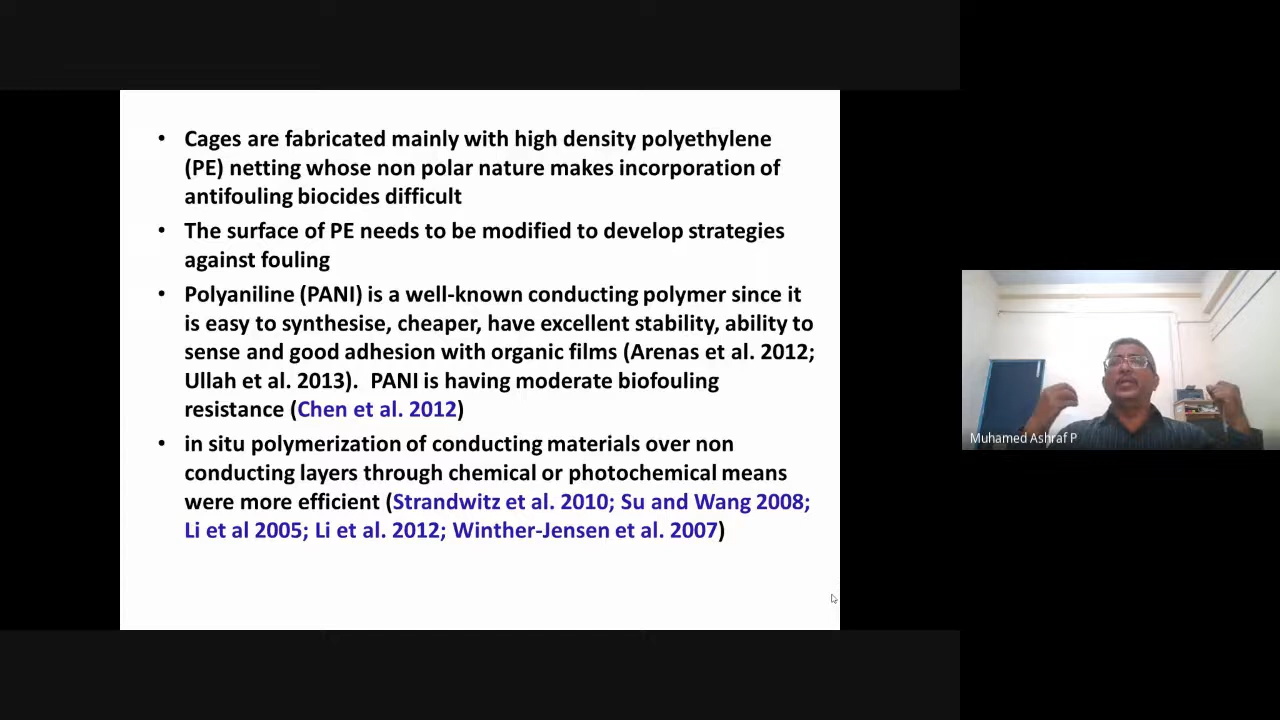 • Cages are fabricated mainly with high density polyethylene
(PE) netting whose non polar nature makes incorporation of
antifouling biocides difficult
• The surface of PE needs to be modified to develop strategies
against fouling
• Polyaniline (PANI) is a well-known conducting polymer since it
is easy to synthesise, cheaper, have excellent stability, ability to
sense and good adhesion with organic films (Arenas et al. 2012;
Ullah et al. 2013).  PANI is having moderate biofouling
resistance (Chen et al. 2012)
• in situ polymerization of conducting materials over non
conducting layers through chemical or photochemical means
were more efficient (Strandwitz et al. 2010; Su and Wang 2008;
Li et al 2005; Li et al. 2012; Winther-Jensen et al. 2007)
Muhamed Ashraf P